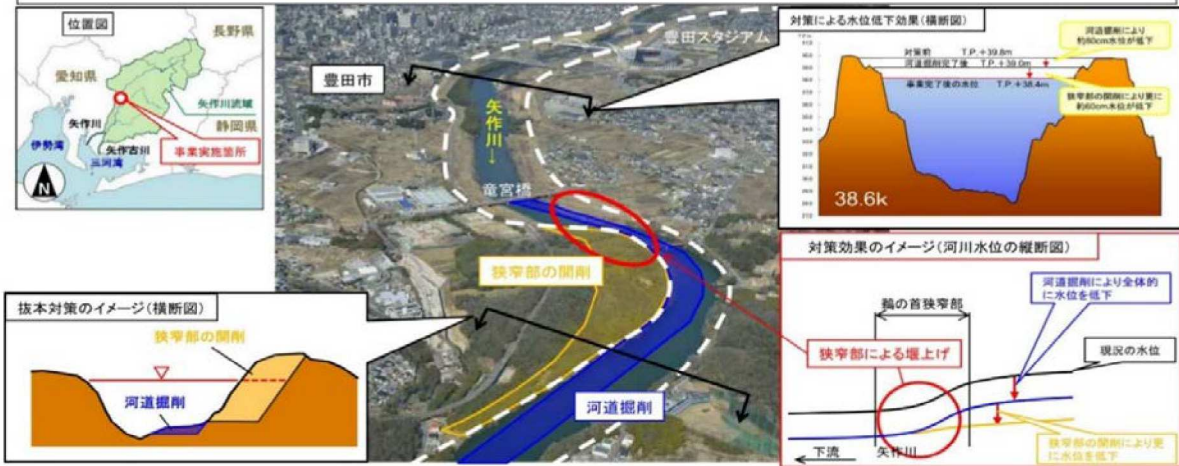 位置図
長野県
愛知県
矢作川流域
矢作川
静岡県
伊勢湾
矢作古川
三河湾
事業実施箇所
N
豊田市
豊田スタジアム
矢作川→
竜宮橋
狭窄部の開削
河道掘削
対策による水位低下効果(横断図)
河道掘削により
約80cm水位が低下
対策前 T.P.+39.8m
河道掘削完了後 T.P.+39.0m
事業完了後の水位 T.P.+38.4m
狭窄部の開削により更に
約60cm水位が低下
38.6k
抜本対策のイメージ(横断図)
狭窄部の開削
河道掘削
対策効果のイメージ(河川水位の縦断図)
河道掘削により全体的
に水位を低下
鵜の首狭窄部
狭窄部による堰上げ
現況の水位
狭窄部の開削により更
に水位を低下
下流
矢作川